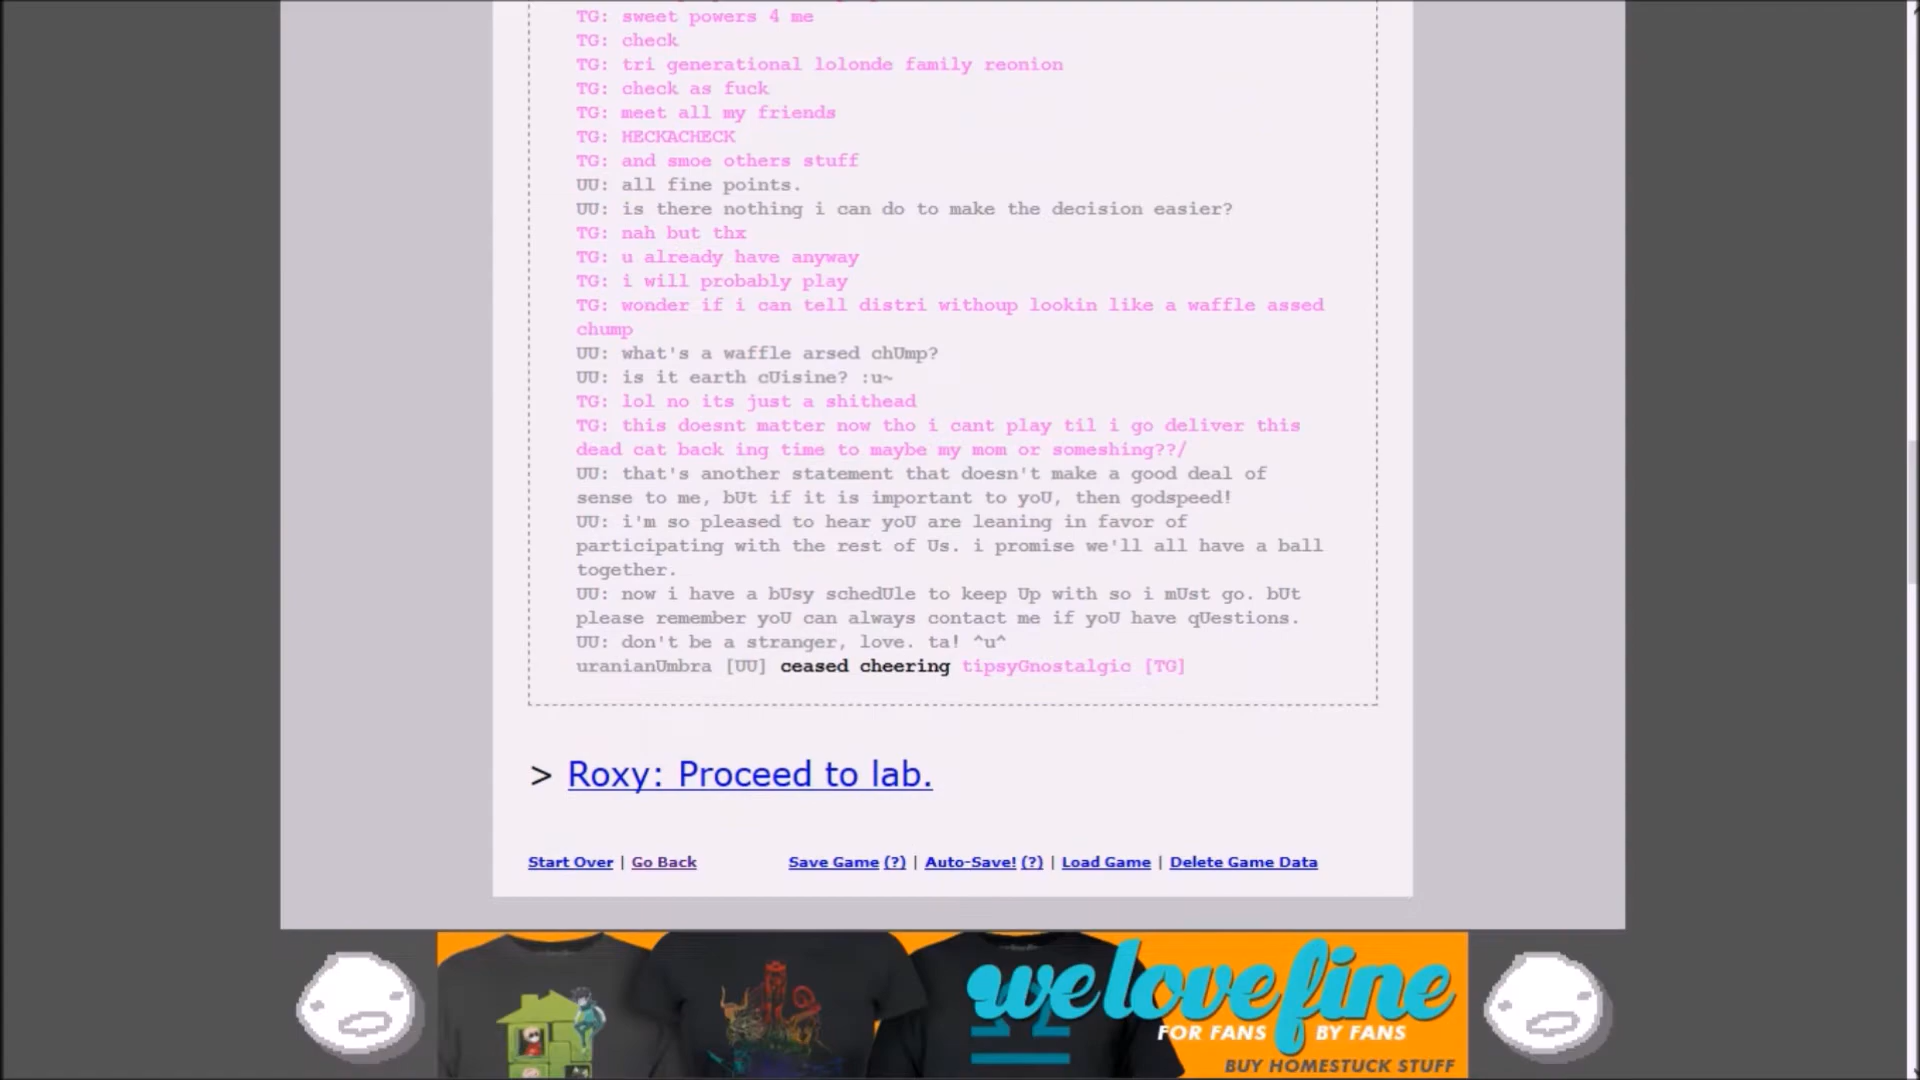 TG: sweet powers 4 me
TG: check
TG: tri generational lolonde family reonion
TG: check as fuck
TG: meet all my friends
TG: HECKACHECK
TG: and smoe others stuff
UU: all fine points.
UU: is there nothing i can do to make the decision easier?
TG: nah but thx
TG: u already have anyway
TG: i will probably play
TG: wonder if i can tell distri withoup lookin like a waffle assed
chump
UU: what's a waffle arsed chUmp?
UU: is it earth cUisine? :u~
TG: lol no its just a shithead
TG: this doesnt matter now tho i cant play til i go deliver this
dead cat back ing time to maybe my mom or someshing??/
UU: that's another statement that doesn't make a good deal of
sense to me, bUt if it is important to yoU, then godspeed!
UU: i'm so pleased to hear yoU are leaning in favor of
participating with the rest of Us. i promise we'll all have a ball
together.
UU: now i have a bUsy schedUle to keep Up with so i mUst go. bUt
please remember yoU can always contact me if yoU have qUestions.
UU: don't be a stranger, love. ta! ^u^
uranianUmbra [UU] ceased cheering tipsyGnostalgic [TG]
> Roxy: Proceed to lab.
Start Over | Go Back Save Game (?) | Auto-Save! (?) | Load Game | Delete Game Data
welovefine
FOR FANS BY FANS
BUY HOMESTUCK STUFF